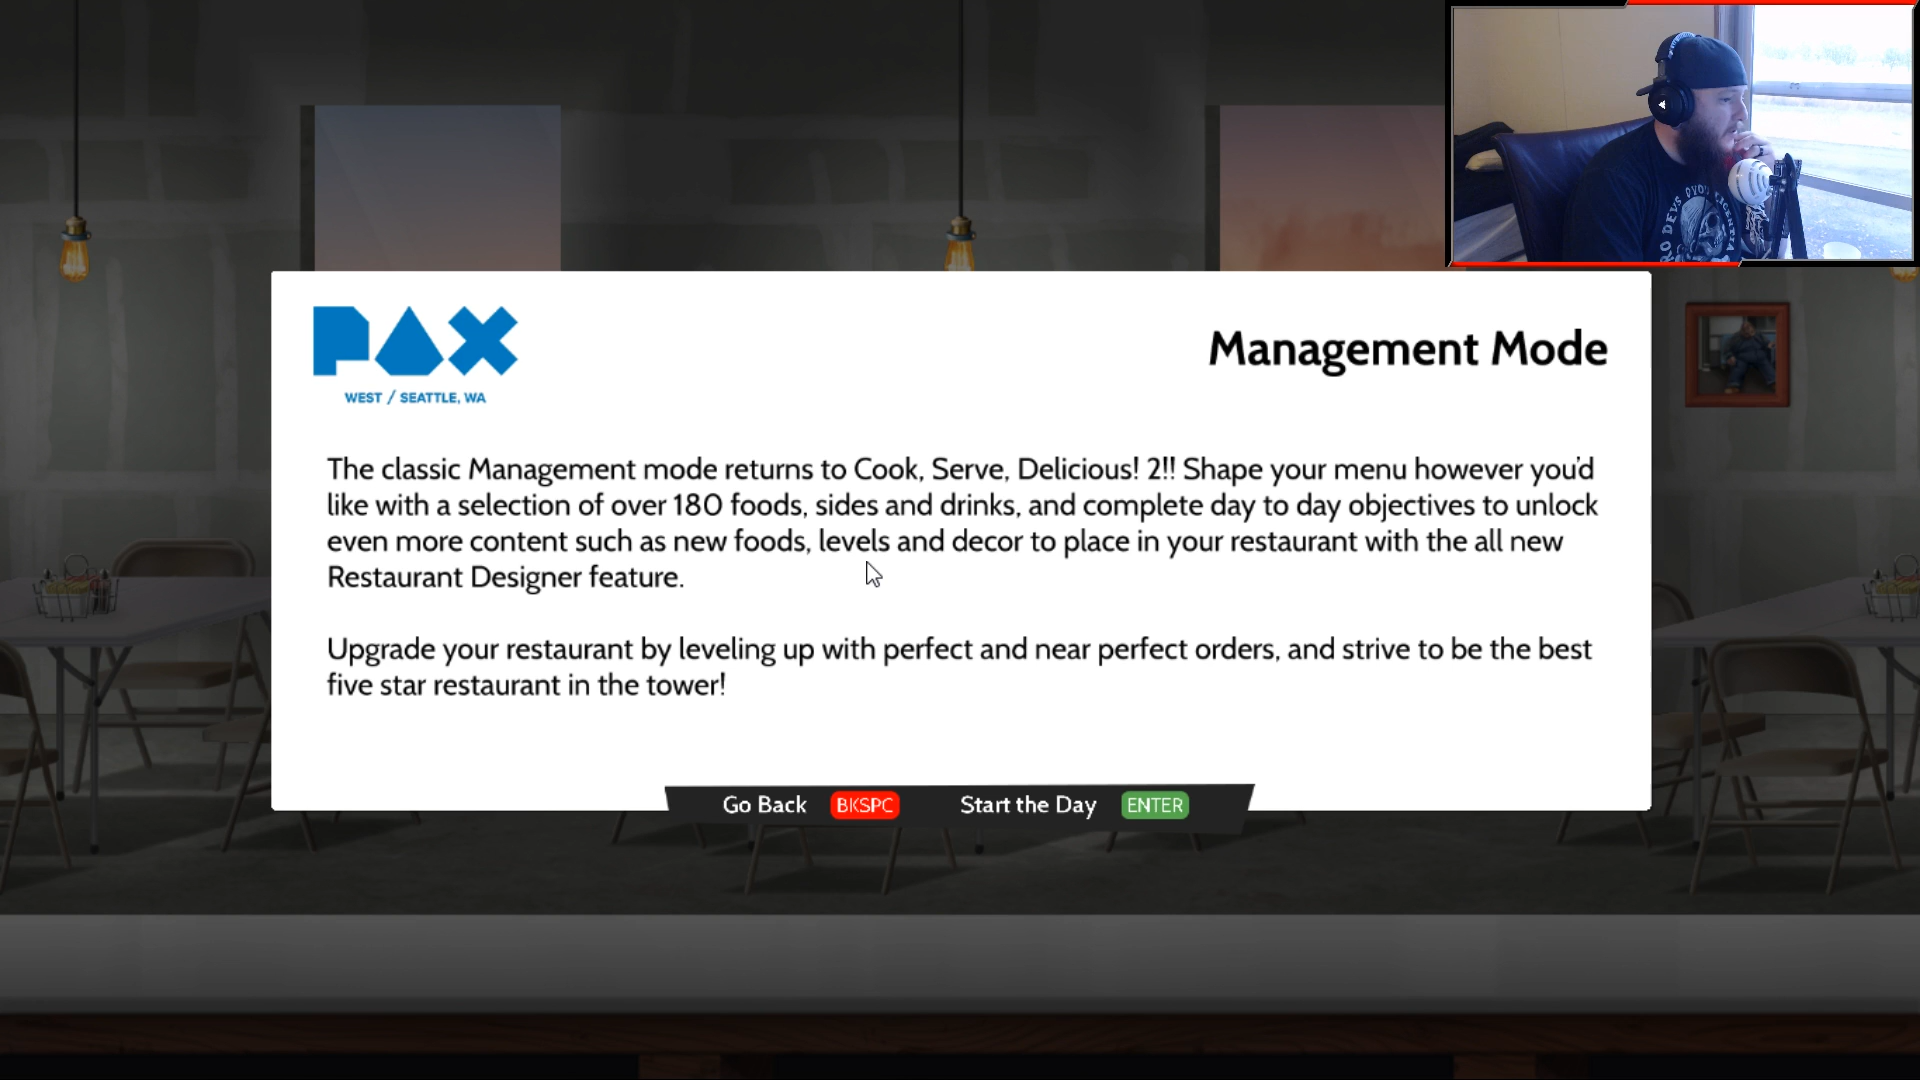 PAX
WEST / SEATTLE, WA
Management Mode
The classic Management mode returns to Cook, Serve, Delicious! 2!! Shape your menu however you'd
like with a selection of over 180 foods, sides and drinks, and complete day to day objectives to unlock
even more content such as new foods, levels and decor to place in your restaurant with the all new
Restaurant Designer feature.
Upgrade your restaurant by leveling up with perfect and near perfect orders, and strive to be the best
five star restaurant in the tower!
Go Back BKSPC Start the Day ENTER